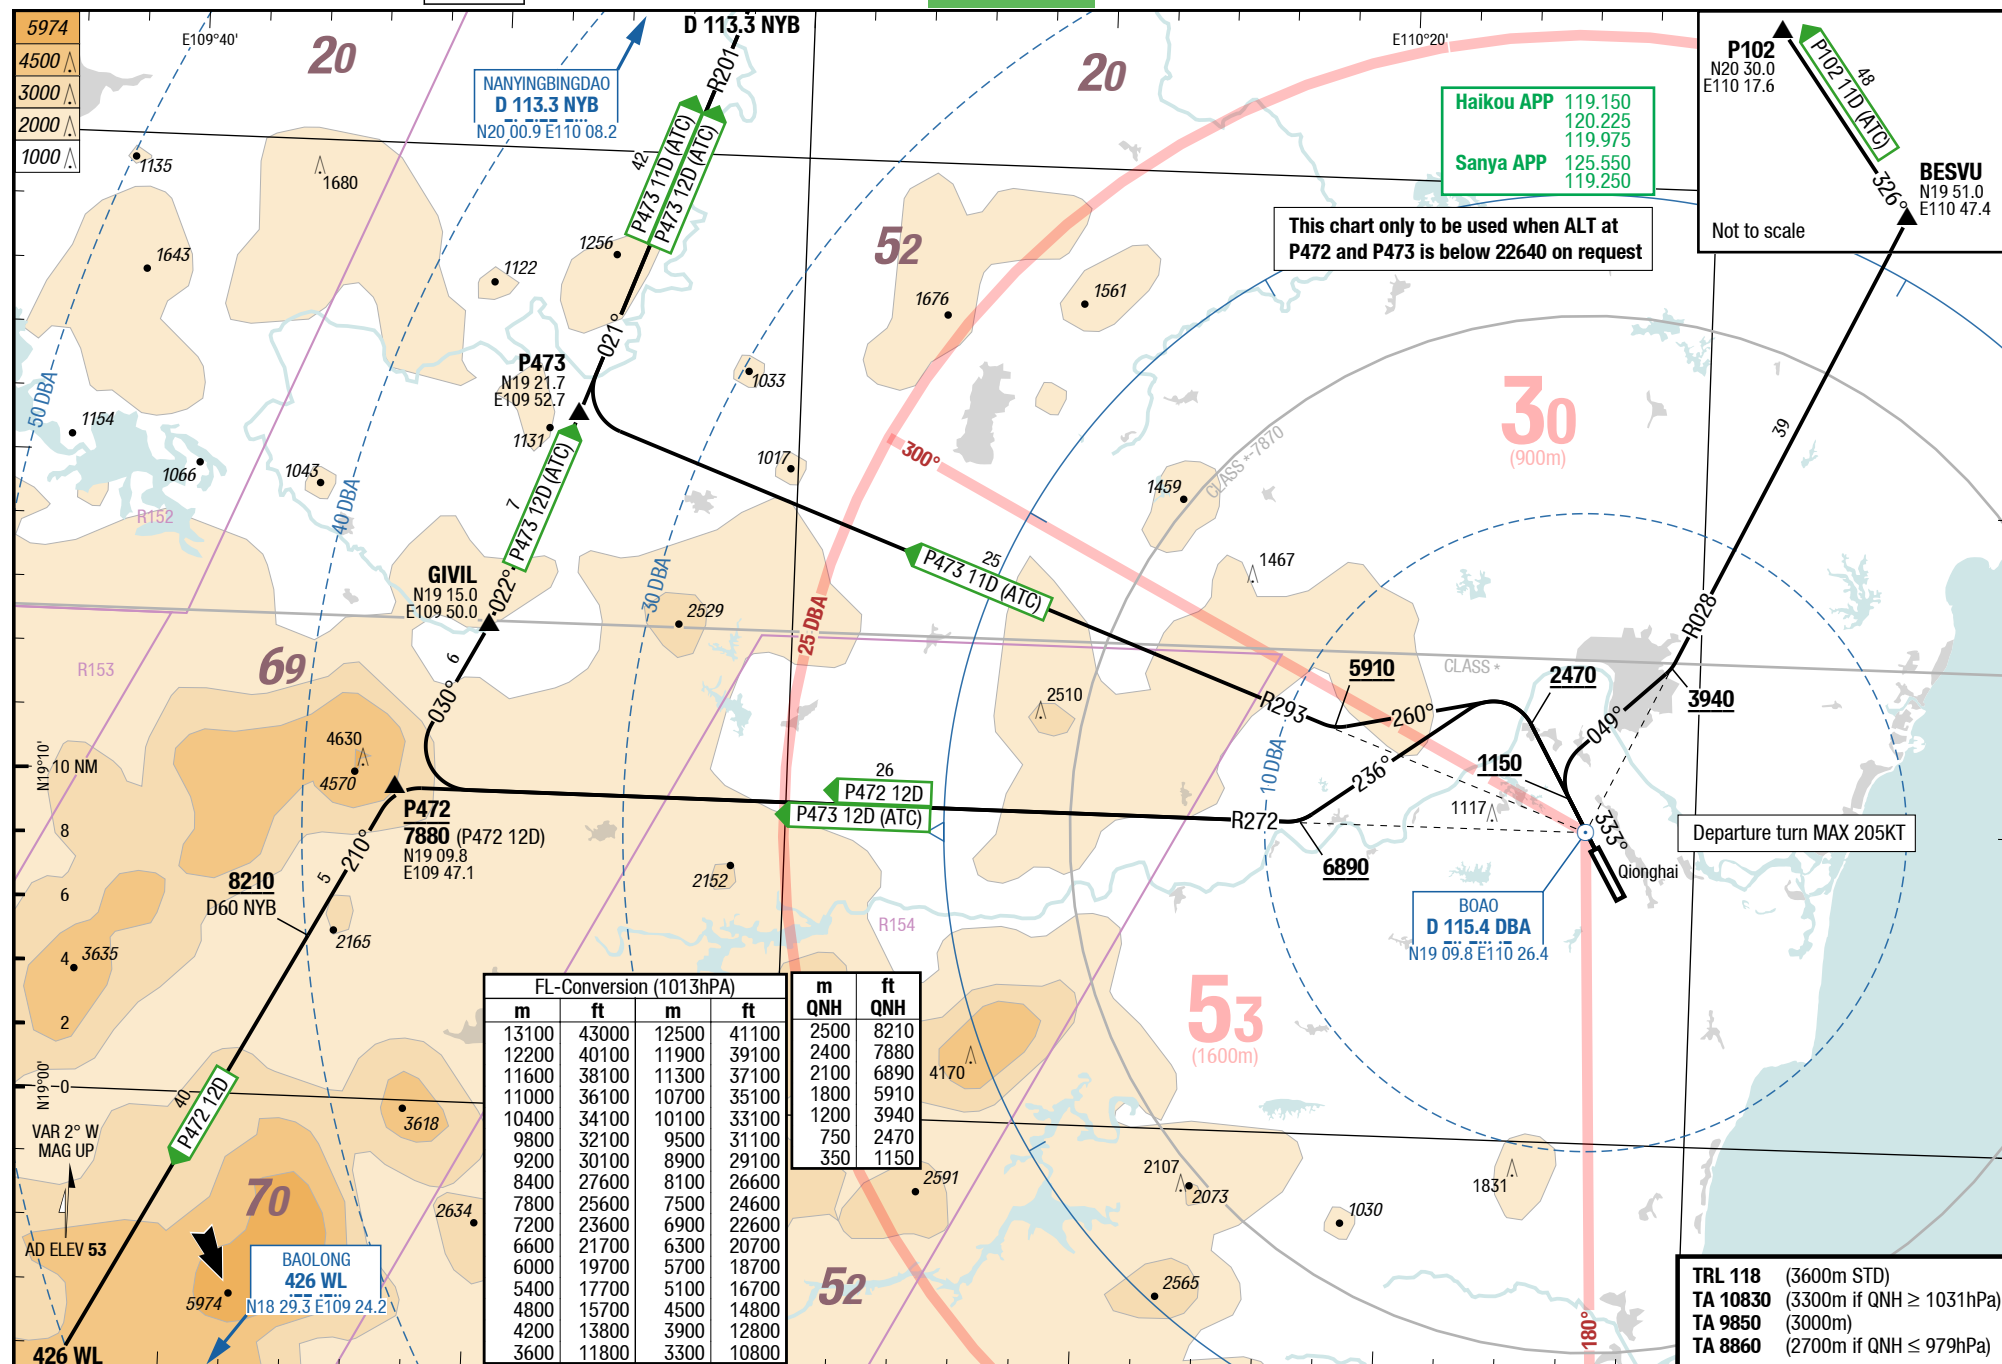 5974
4500
3000
2000
1000
E109°40'
20
D 113.3 NYB
R201
NANYINGBINGDAO
D 113.3 NYB
N20 00.9 E110 08.2
20
E110°20'
Haikou APP 119.150
120.225
119.975
Sanya APP 125.550
119.250
P102
N20 30.0
E110 17.6
48
P102 11D (ATC)
326°
BESVU
N19 51.0
E110 47.4
Not to scale
This chart only to be used when ALT at
P472 and P473 is below 22640 on request
1135
1680
42
P473 11D (ATC)
P473 12D (ATC)
1643
1256
1122
52
1676
1561
021°
P473
N19 21.7
E109 52.7
1033
50 DBA
1154
1066
1043
1131
1017
300°
30
(900m)
39
CLASS *-7870
1459
R152
40 DBA
7
P473 12D (ATC)
25
P473 11D (ATC)
1467
GIVIL
N19 15.0
E109 50.0
022°
30 DBA
2529
25 DBA
R028
69
R153
6
030°
CLASS *
5910
2470
3940
2510
R293
260°
049°
N19°10'
10 NM
4630
4570
10 DBA
236°
1150
1117
333°
P472
7880 (P472 12D)
N19 09.8
E109 47.1
26
P472 12D
P473 12D (ATC)
R272
6890
Departure turn MAX 205KT
Qionghai
8
210°
5
8210
D60 NYB
6
2165
2152
R154
BOAO
D 115.4 DBA
N19 09.8 E110 26.4
4
3635
2
N19°00'
0
53
(1600m)
4170
FL-Conversion (1013hPA)
m ft m ft
13100 43000 12500 41100
12200 40100 11900 39100
11600 38100 11300 37100
11000 36100 10700 35100
10400 34100 10100 33100
9800 32100 9500 31100
9200 30100 8900 29100
8400 27600 8100 26600
7800 25600 7500 24600
7200 23600 6900 22600
6600 21700 6300 20700
6000 19700 5700 18700
5400 17700 5100 16700
4800 15700 4500 14800
4200 13800 3900 12800
3600 11800 3300 10800
m ft
QNH QNH
2500 8210
2400 7880
2100 6890
1800 5910
1200 3940
750 2470
350 1150
40
P472 12D
3618
VAR 2° W
MAG UP
AD ELEV 53
70
2634
2591
2107
2073
1831
1030
BAOLONG
426 WL
N18 29.3 E109 24.2
5974
426 WL
52
2565
180°
TRL 118 (3600m STD)
TA 10830 (3300m if QNH ≥ 1031hPa)
TA 9850 (3000m)
TA 8860 (2700m if QNH ≤ 979hPa)